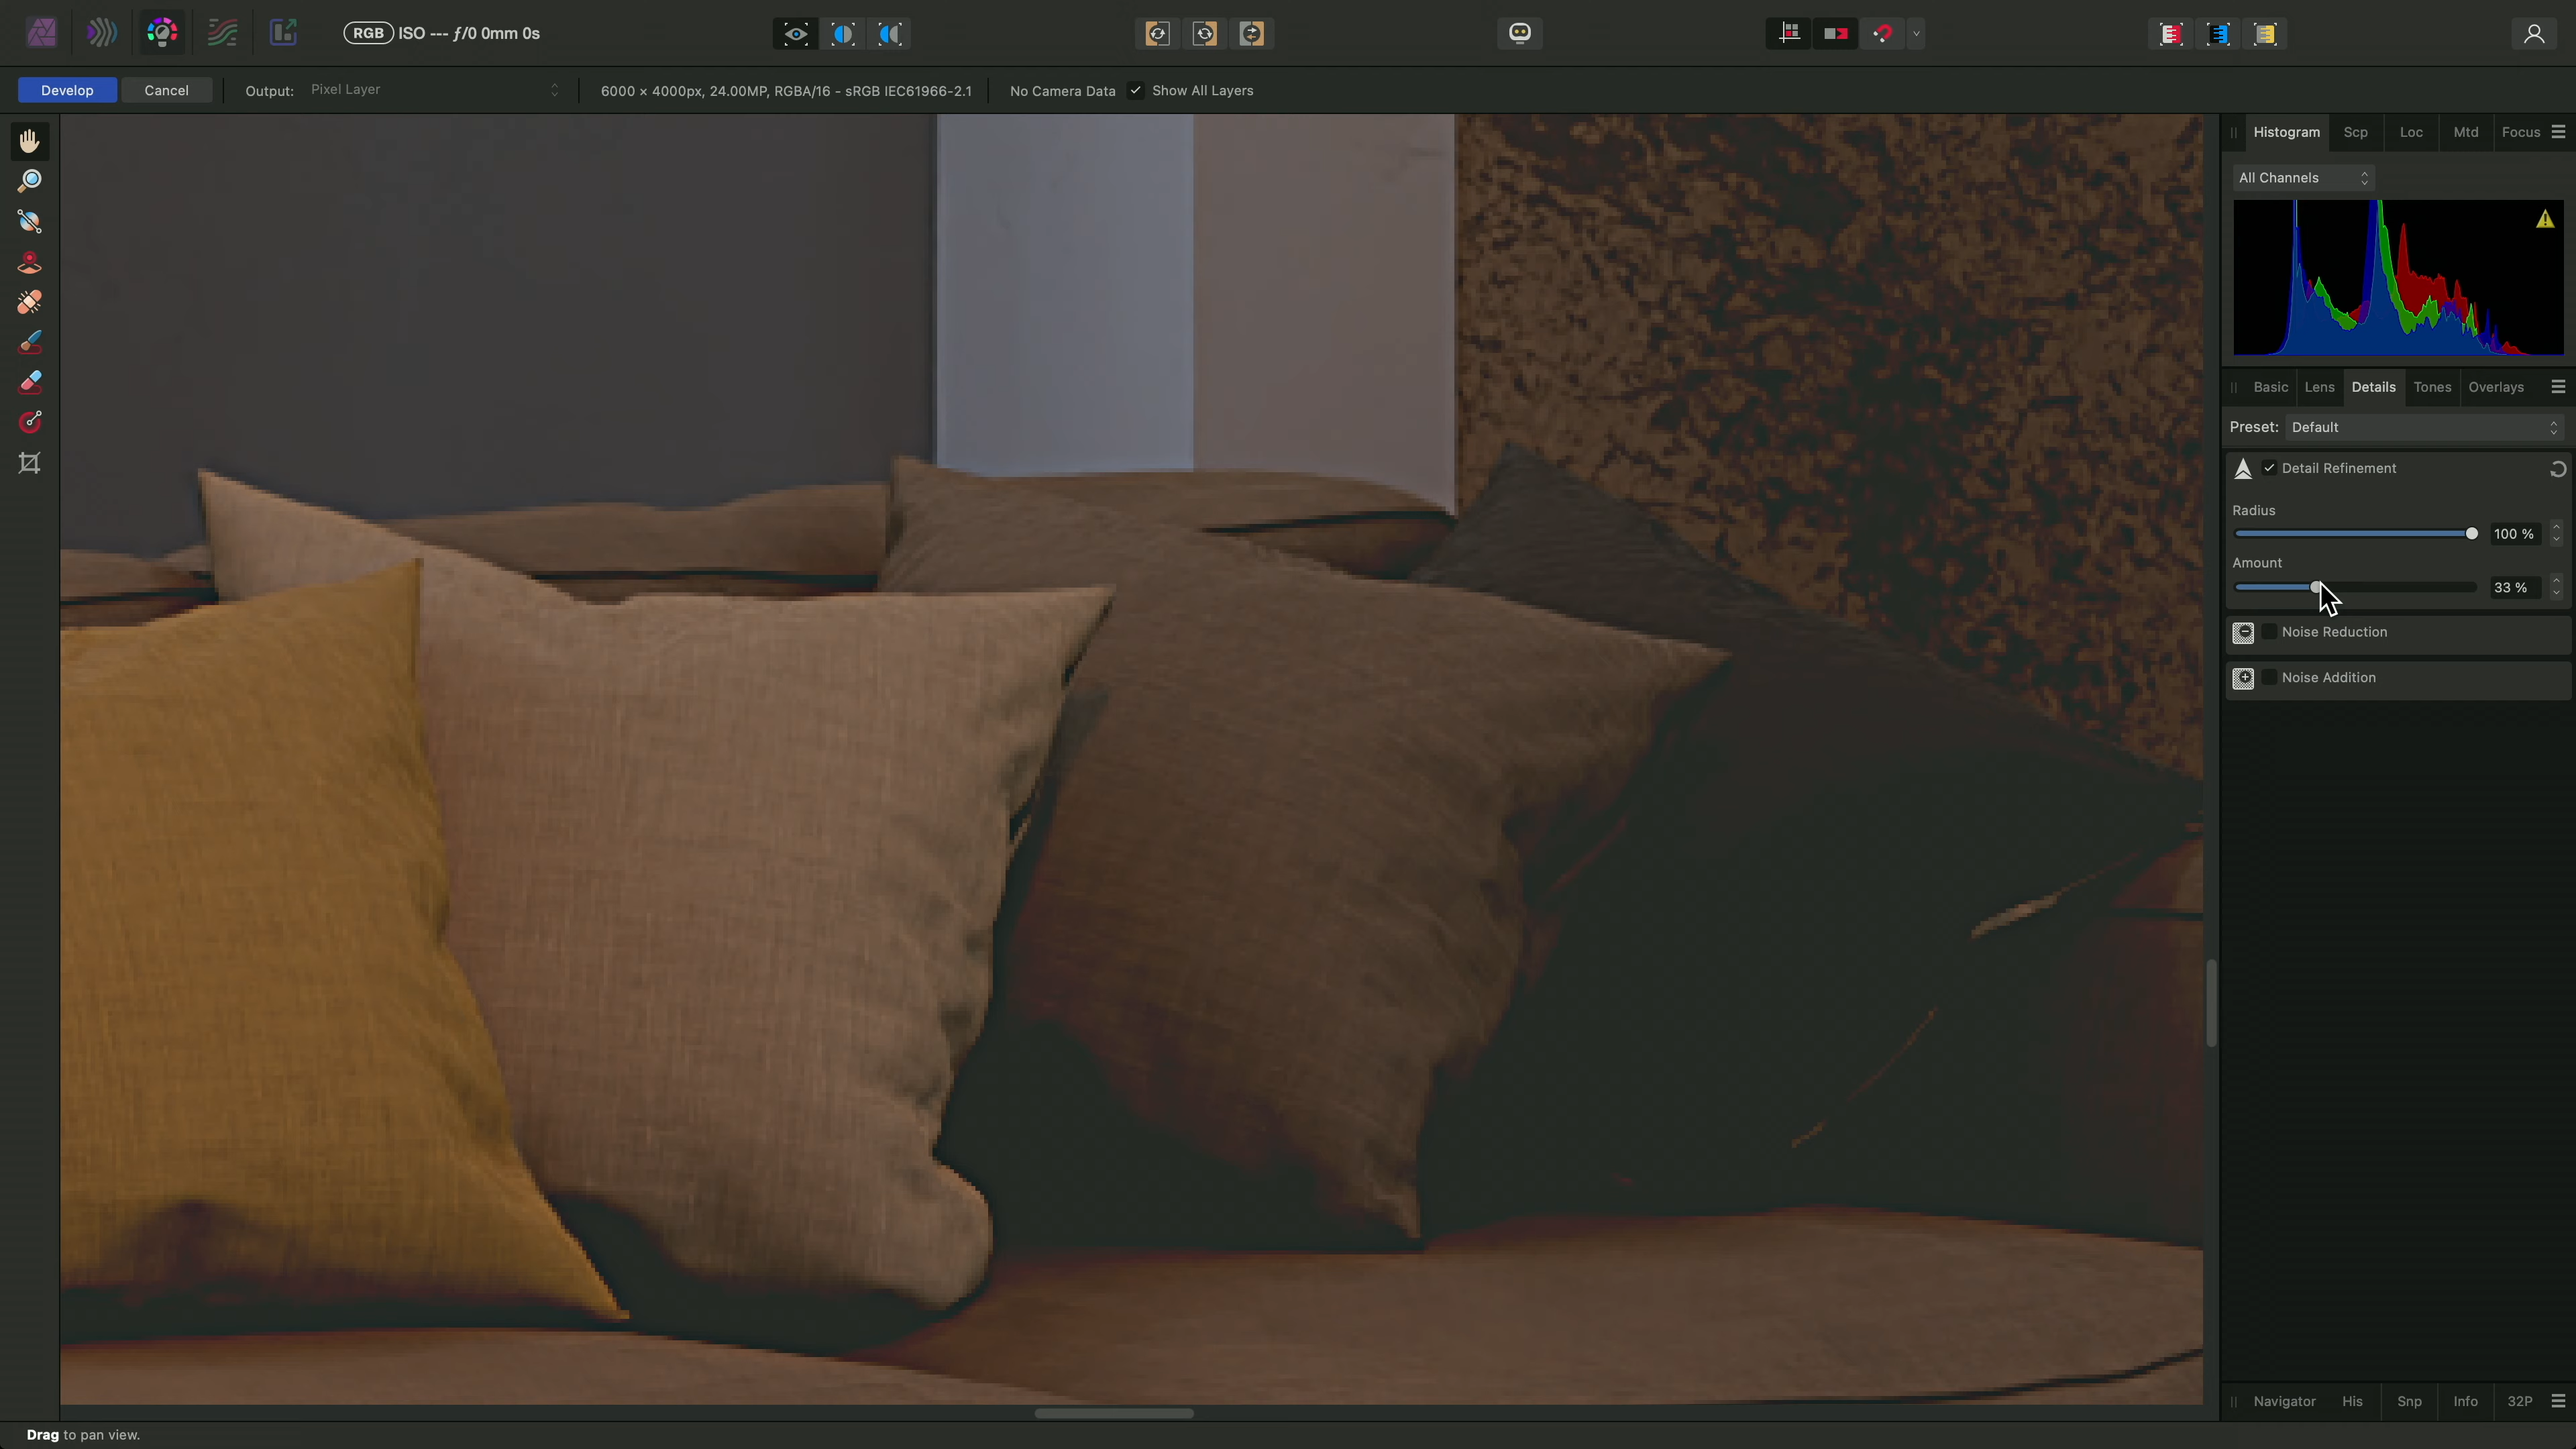 RGB ISO --- ƒ/0 0mm 0s
Develop Cancel Output: Pixel Layer 6000 × 4000px, 24.00MP, RGBA/16 - sRGB IEC61966-2.1 No Camera Data Show All Layers
Histogram Scp Loc Mtd Focus
All Channels
Basic Lens Details Tones Overlays
Preset: Default
Detail Refinement
Radius
100 %
Amount
33 %
Noise Reduction
Noise Addition
Navigator His Snp Info 32P
Drag to pan view.